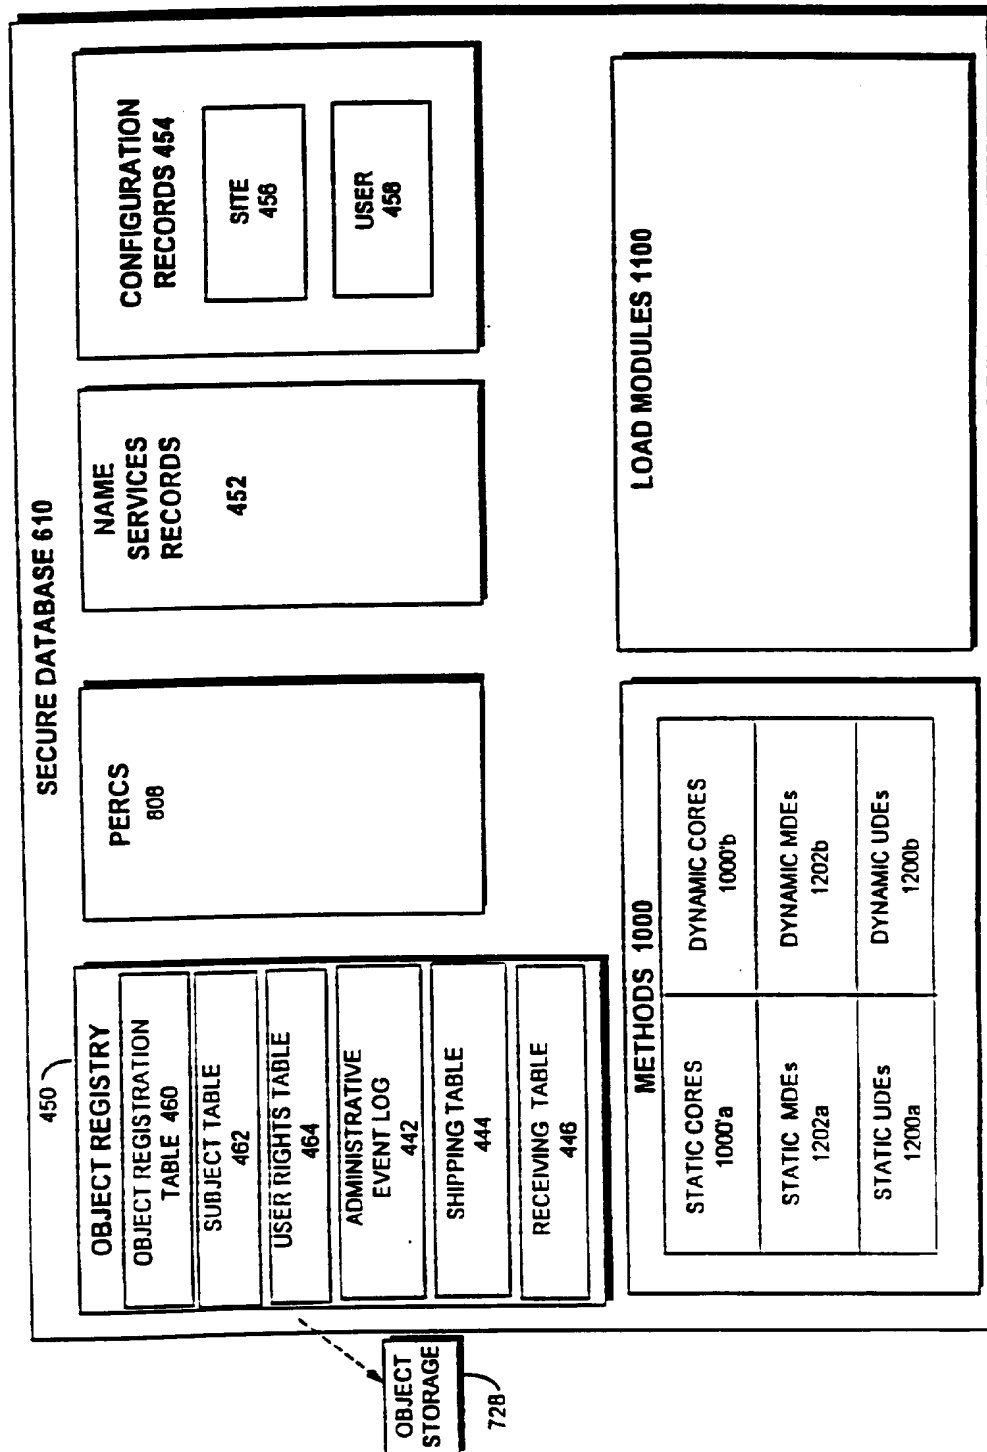 SECURE DATABASE 610
450
OBJECT REGISTRY
OBJECT REGISTRATION
TABLE 460
SUBJECT TABLE
462
USER RIGHTS TABLE
464
ADMINISTRATIVE
EVENT LOG
442
SHIPPING TABLE
444
RECEIVING TABLE
446
OBJECT
STORAGE
728
PERCS
808
NAME
SERVICES
RECORDS
452
CONFIGURATION
RECORDS 454
SITE
456
USER
458
METHODS 1000
STATIC CORES
1000'a
DYNAMIC CORES
1000'b
STATIC MDEs
1202a
DYNAMIC MDEs
1202b
STATIC UDEs
1200a
DYNAMIC UDEs
1200b
LOAD MODULES 1100